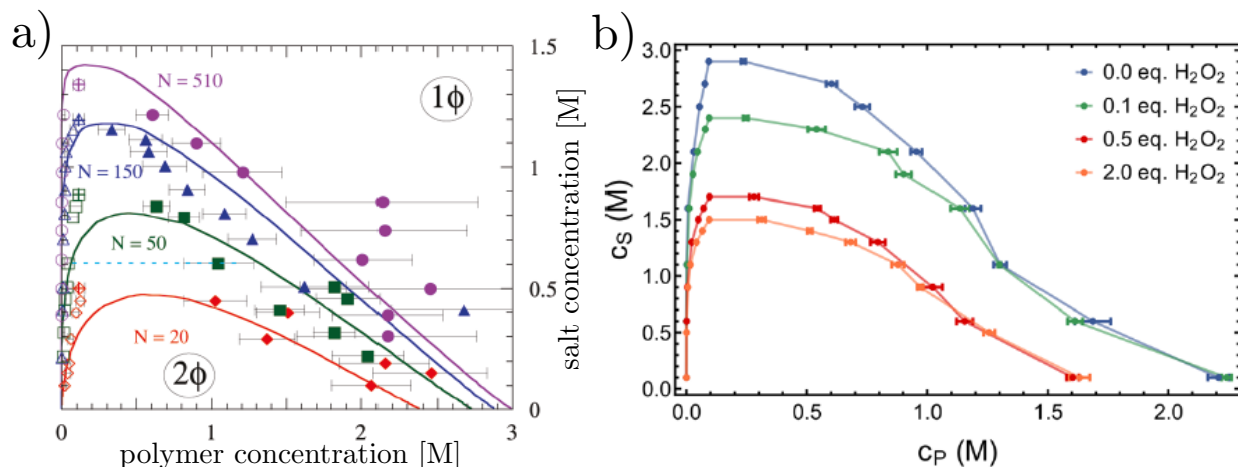 a)
N = 510
N = 150
N = 50
N = 20
1ϕ
2ϕ
1.5
1
0.5
0
salt concentration [M]
0
1
2
3
polymer concentration [M]
b)
3.0
2.5
2.0
1.5
1.0
0.5
0.0
c_S (M)
0.0 eq. H₂O₂
0.1 eq. H₂O₂
0.5 eq. H₂O₂
2.0 eq. H₂O₂
0.0
0.5
1.0
1.5
2.0
c_P (M)